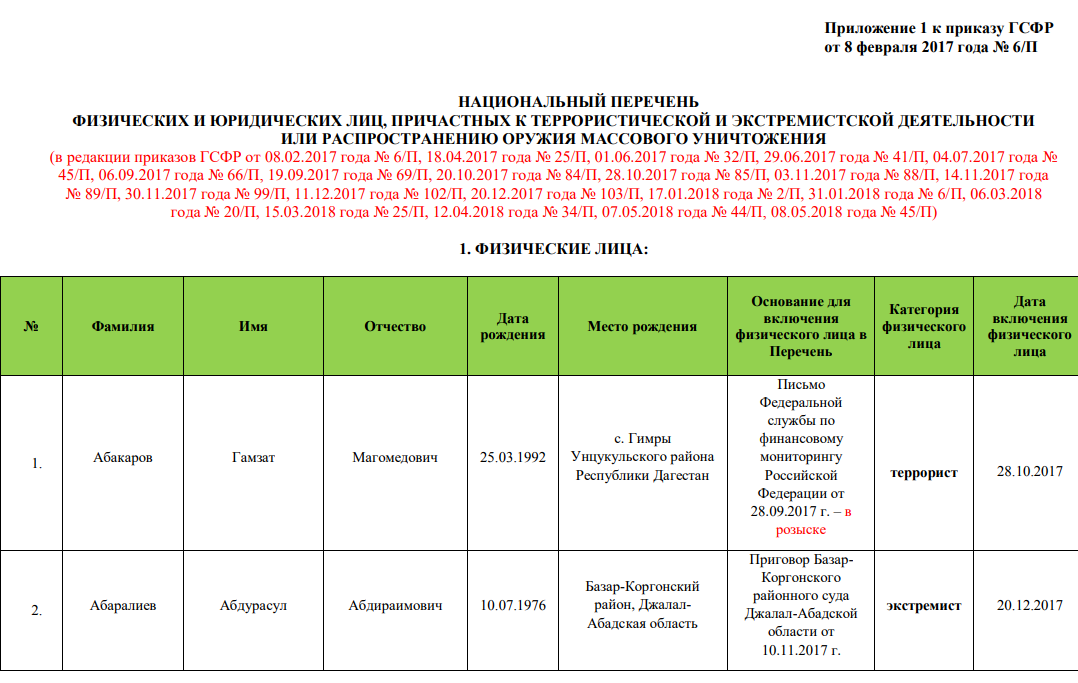 Приложение 1 к приказу ГСФР
от 8 февраля 2017 года № 6/П
НАЦИОНАЛЬНЫЙ ПЕРЕЧЕНЬ
ФИЗИЧЕСКИХ И ЮРИДИЧЕСКИХ ЛИЦ, ПРИЧАСТНЫХ К ТЕРРОРИСТИЧЕСКОЙ И ЭКСТРЕМИСТСКОЙ ДЕЯТЕЛЬНОСТИ
ИЛИ РАСПРОСТРАНЕНИЮ ОРУЖИЯ МАССОВОГО УНИЧТОЖЕНИЯ
(в редакции приказов ГСФР от 08.02.2017 года № 6/П, 18.04.2017 года № 25/П, 01.06.2017 года № 32/П, 29.06.2017 года № 41/П, 04.07.2017 года №
45/П, 06.09.2017 года № 66/П, 19.09.2017 года № 69/П, 20.10.2017 года № 84/П, 28.10.2017 года № 85/П, 03.11.2017 года № 88/П, 14.11.2017 года
№ 89/П, 30.11.2017 года № 99/П, 11.12.2017 года № 102/П, 20.12.2017 года № 103/П, 17.01.2018 года № 2/П, 31.01.2018 года № 6/П, 06.03.2018
года № 20/П, 15.03.2018 года № 25/П, 12.04.2018 года № 34/П, 07.05.2018 года № 44/П, 08.05.2018 года № 45/П)
1. ФИЗИЧЕСКИЕ ЛИЦА:
№
Фамилия
Имя
Отчество
Дата
рождения
Место рождения
Основание для
включения
физического лица в
Перечень
Категория
физического
лица
Дата
включения
физического
лица
1.
Абакаров
Гамзат
Магомедович
25.03.1992
с. Гимры
Унцукульского района
Республики Дагестан
Письмо
Федеральной
службы по
финансовому
мониторингу
Российской
Федерации от
28.09.2017 г. – в
розыске
террорист
28.10.2017
2.
Абаралиев
Абдурасул
Абдираимович
10.07.1976
Базар-Коргонский
район, Джалал-
Абадская область
Приговор Базар-
Коргонского
районного суда
Джалал-Абадской
области от
10.11.2017 г.
экстремист
20.12.2017